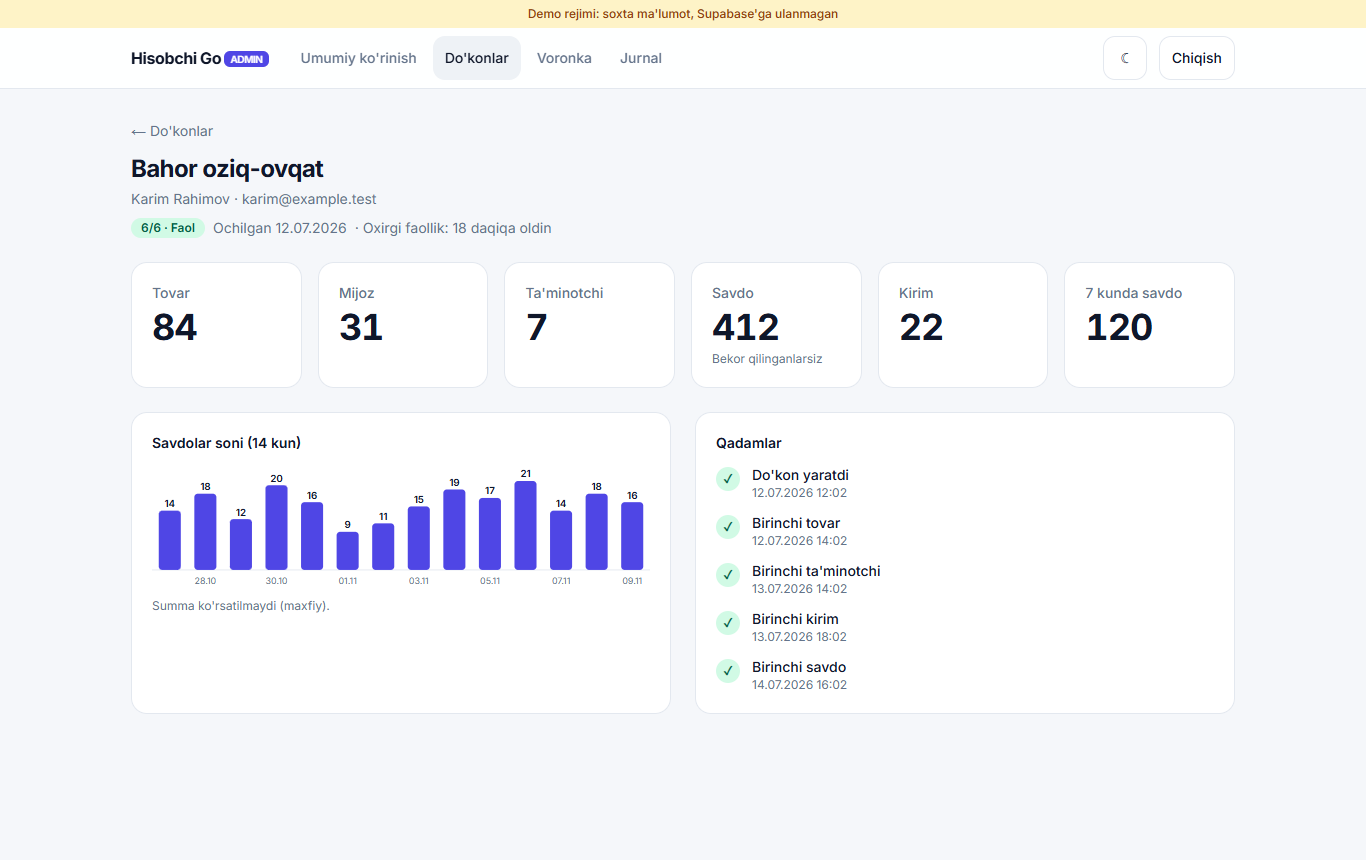 Demo rejimi: soxta ma'lumot, Supabase'ga ulanmagan
Hisobchi Go ADMIN Umumiy ko'rinish Do'konlar Voronka Jurnal Chiqish
← Do'konlar
Bahor oziq-ovqat
Karim Rahimov · karim@example.test
6/6 · Faol Ochilgan 12.07.2026 · Oxirgi faollik: 18 daqiqa oldin
Tovar
84
Mijoz
31
Ta'minotchi
7
Savdo
412
Bekor qilinganlarsiz
Kirim
22
7 kunda savdo
120
Savdolar soni (14 kun)
14 18 12 20 16 9 11 15 19 17 21 14 18 16
28.10 30.10 01.11 03.11 05.11 07.11 09.11
Summa ko'rsatilmaydi (maxfiy).
Qadamlar
✓ Do'kon yaratdi
12.07.2026 12:02
✓ Birinchi tovar
12.07.2026 14:02
✓ Birinchi ta'minotchi
13.07.2026 14:02
✓ Birinchi kirim
13.07.2026 18:02
✓ Birinchi savdo
14.07.2026 16:02